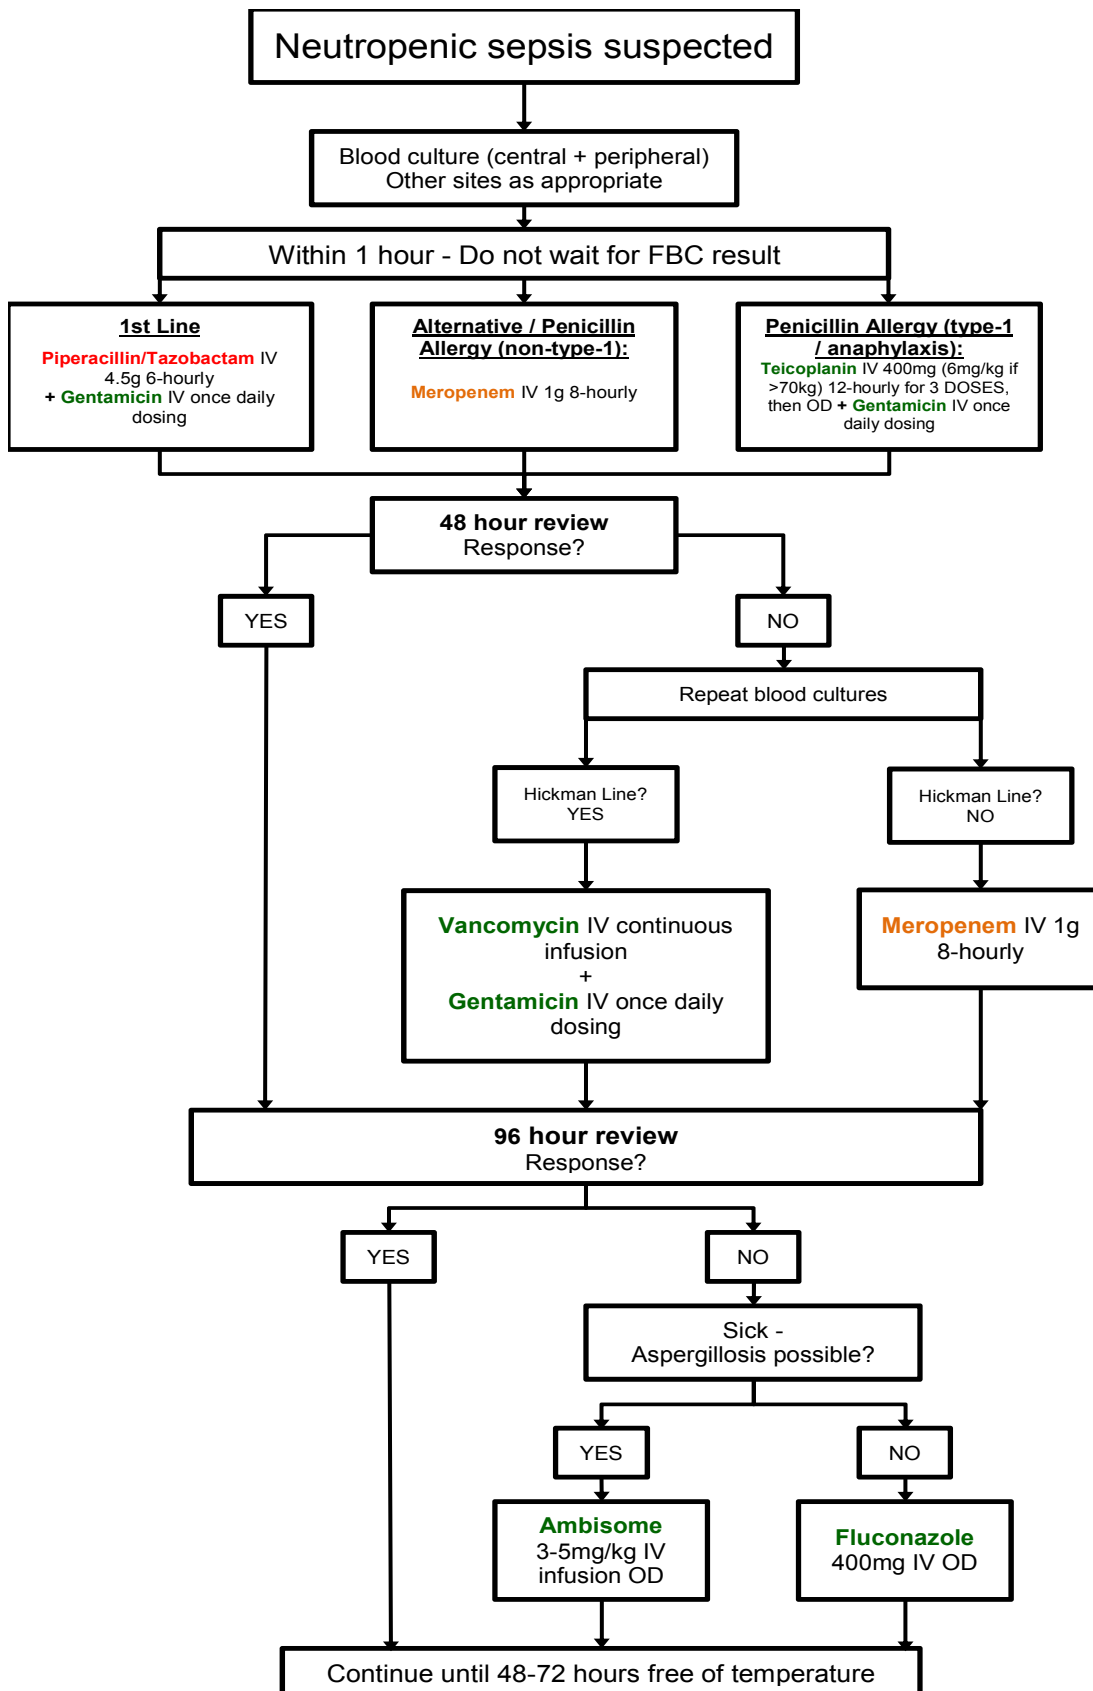 Neutropenic sepsis suspected
Blood culture (central + peripheral)
Other sites as appropriate
Within 1 hour - Do not wait for FBC result
1st Line
Piperacillin/Tazobactam IV
4.5g 6-hourly
+ Gentamicin IV once daily
dosing
Alternative / Penicillin
Allergy (non-type-1):
Meropenem IV 1g 8-hourly
Penicillin Allergy (type-1
/ anaphylaxis):
Teicoplanin IV 400mg (6mg/kg if
>70kg) 12-hourly for 3 DOSES,
then OD + Gentamicin IV once
daily dosing
48 hour review
Response?
YES
NO
Repeat blood cultures
Hickman Line?
YES
Hickman Line?
NO
Vancomycin IV continuous
infusion
+
Gentamicin IV once daily
dosing
Meropenem IV 1g
8-hourly
96 hour review
Response?
YES
NO
Sick -
Aspergillosis possible?
YES
NO
Ambisome
3-5mg/kg IV
infusion OD
Fluconazole
400mg IV OD
Continue until 48-72 hours free of temperature